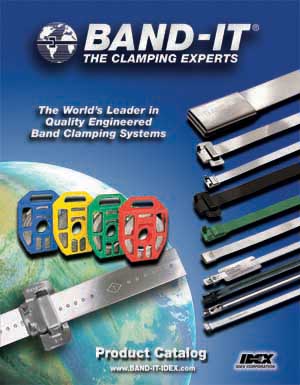 BAND-IT®
THE CLAMPING EXPERTS
The World's Leader in
Quality Engineered
Band Clamping Systems
Product Catalog
www.BAND-IT-IDEX.COM
IDEX
IDEX CORPORATION